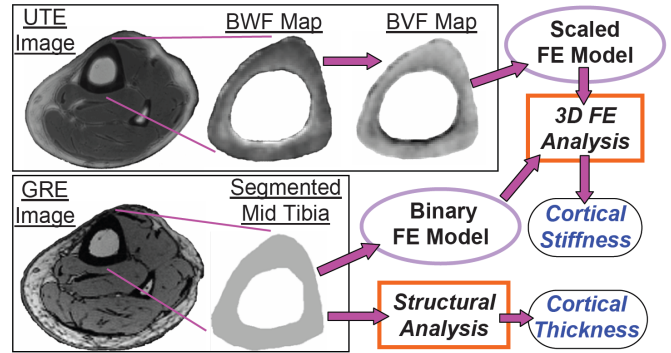 UTE
Image
BWF Map
BVF Map
Scaled
FE Model
3D FE
Analysis
GRE
Image
Segmented
Mid Tibia
Binary
FE Model
Cortical
Stiffness
Structural
Analysis
Cortical
Thickness